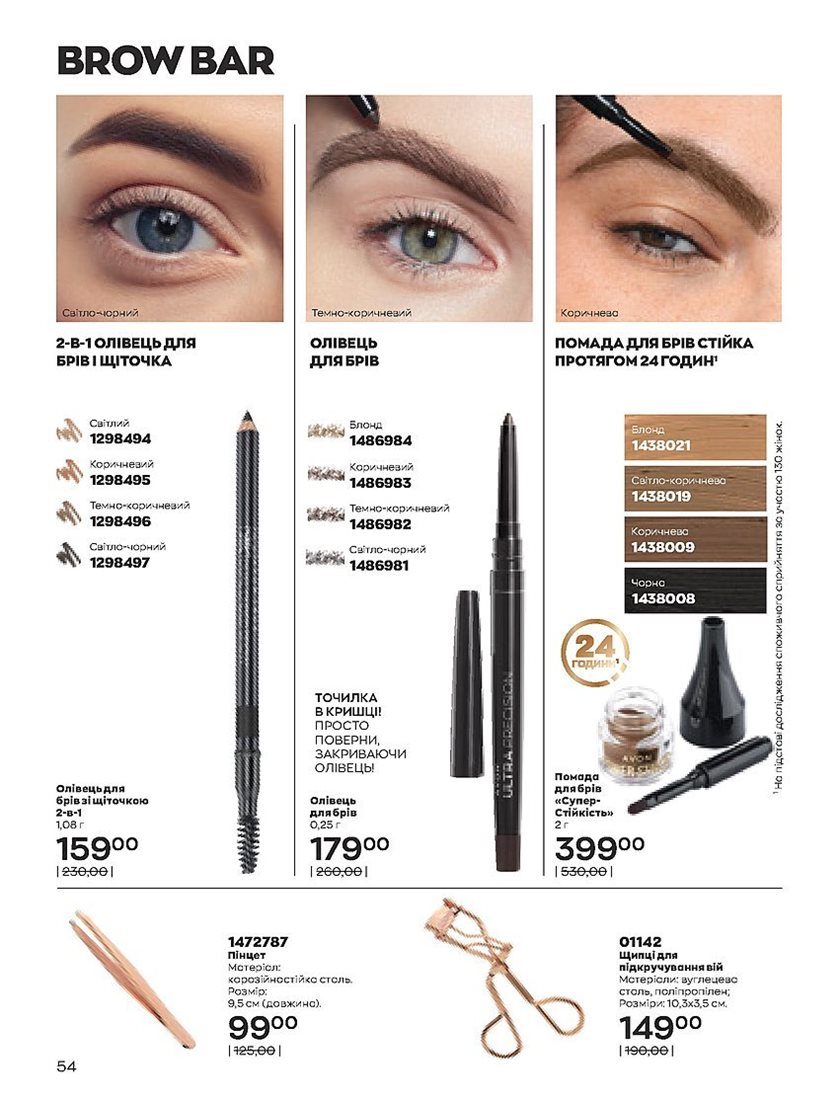 BROW BAR
Світло-чорний
Темно-коричневий
Коричнева
2-В-1 ОЛІВЕЦЬ ДЛЯ
БРІВ І ЩІТОЧКА
ОЛІВЕЦЬ
ДЛЯ БРІВ
ПОМАДА ДЛЯ БРІВ СТІЙКА
ПРОТЯГОМ 24 ГОДИН¹
Світлий
1298494
Коричневий
1298495
Темно-коричневий
1298496
Світло-чорний
1298497
Олівець для
брів зі щіточкою
2-в-1
1,08 г
159⁰⁰
|230,00|
Блонд
1486984
Коричневий
1486983
Темно-коричневий
1486982
Світло-чорний
1486981
ТОЧИЛКА
В КРИШЦІ!
ПРОСТО
ПОВЕРНИ,
ЗАКРИВАЮЧИ
ОЛІВЕЦЬ!
AVON ULTRA PRECISION
Олівець
для брів
0,25 г
179⁰⁰
|260,00|
Блонд
1438021
Світло-коричнева
1438019
Коричнева
1438009
Чорна
1438008
24
ГОДИНИ¹
AVON
Помада
для брів
«Супер-
Стійкість»
2 г
399⁰⁰
|530,00|
¹ На підставі дослідження споживчого сприйняття за участю 130 жінок.
1472787
Пінцет
Матеріал:
корозійностійка сталь.
Розмір:
9,5 см (довжина).
99⁰⁰
|125,00|
01142
Щипці для
підкручування вій
Матеріали: вуглецева
сталь, поліпропілен;
Розміри: 10,3х3,5 см.
149⁰⁰
|190,00|
54